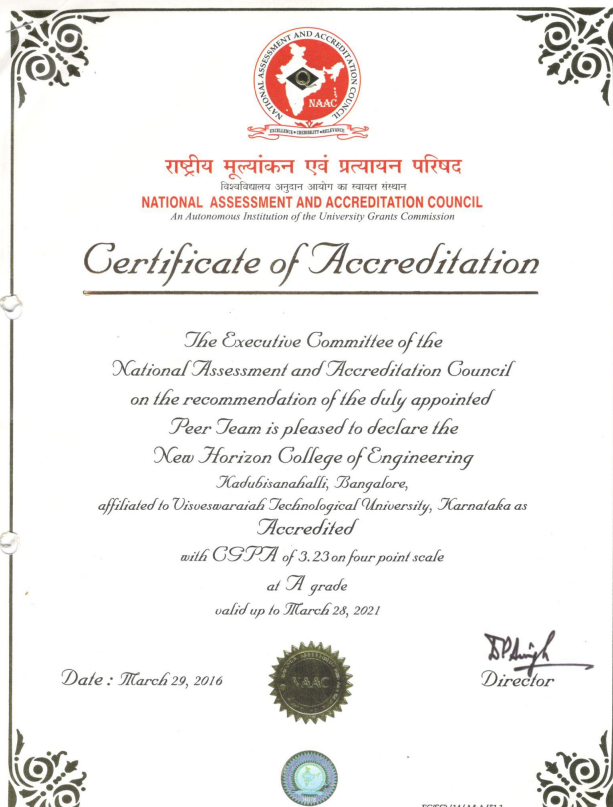 NATIONAL ASSESSMENT AND ACCREDITATION COUNCIL
NAAC
EXCELLENCE • CREDIBILITY • RELEVANCE
राष्ट्रीय मूल्यांकन एवं प्रत्यायन परिषद
विश्वविद्यालय अनुदान आयोग का स्वायत्त संस्थान
NATIONAL ASSESSMENT AND ACCREDITATION COUNCIL
An Autonomous Institution of the University Grants Commission
Certificate of Accreditation
The Executive Committee of the
National Assessment and Accreditation Council
on the recommendation of the duly appointed
Peer Team is pleased to declare the
New Horizon College of Engineering
Kadubisanahalli, Bangalore,
affiliated to Visveswaraiah Technological University, Karnataka as
Accredited
with CGPA of 3.23 on four point scale
at A grade
valid up to March 28, 2021
Date : March 29, 2016
NAAC
DPSingh
Director